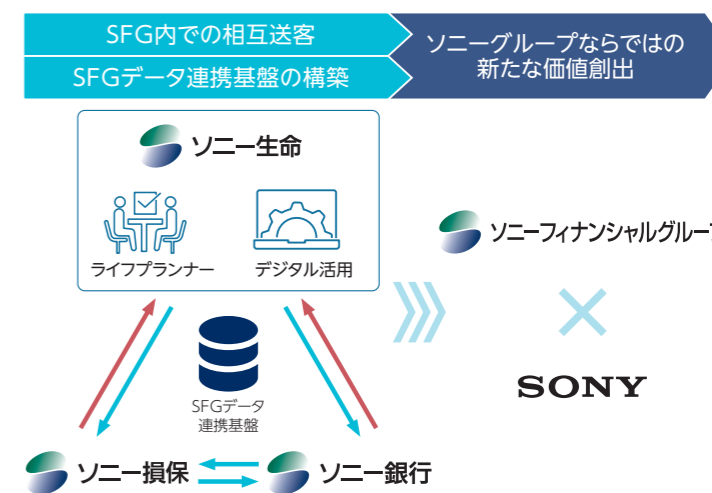 SFG内での相互送客
SFGデータ連携基盤の構築
ソニーグループならではの
新たな価値創出
ソニー生命
ライフプランナー
デジタル活用
ソニーフィナンシャルグループ
SFGデータ
連携基盤
SONY
ソニー損保
ソニー銀行